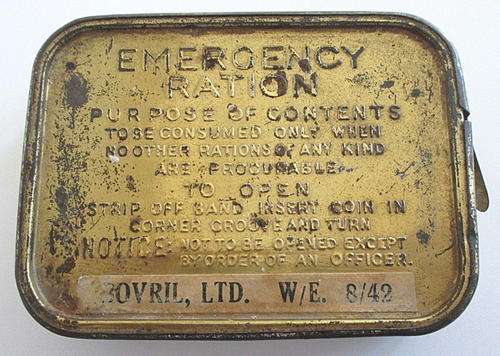 EMERGENCY
RATION
PURPOSE OF CONTENTS
TO BE CONSUMED ONLY WHEN
NO OTHER RATIONS OF ANY KIND
ARE PROCURABLE
TO OPEN
STRIP OFF BAND INSERT COIN IN
CORNER GROOVE AND TURN
NOTICE. NOT TO BE OPENED EXCEPT
BY ORDER OF AN OFFICER.
BOVRIL, LTD. W/E. 8/42